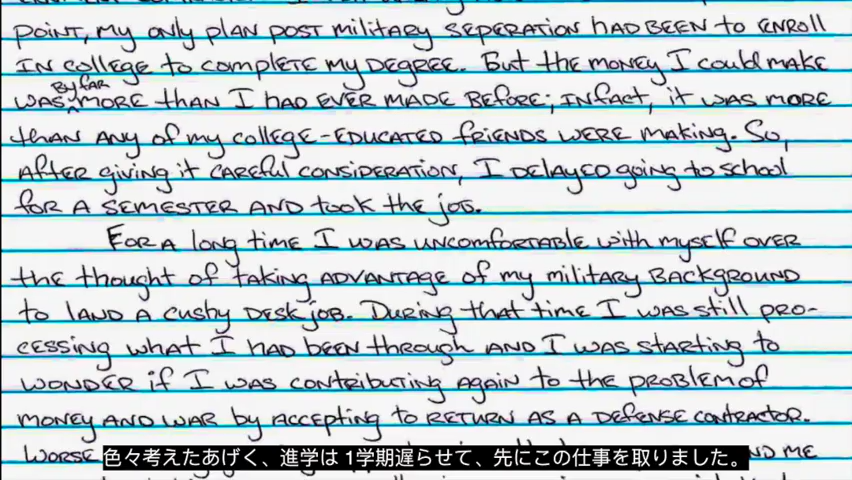 point, my only plan post military seperation had been to enroll
in college to complete my degree. But the money I could make
by far
was more than I had ever made before; infact, it was more
than any of my college-educated friends were making. So,
after giving it careful consideration, I delayed going to school
for a semester and took the job.
For a long time I was uncomfortable with myself over
the thought of taking advantage of my military background
to land a cushy desk job. During that time I was still pro-
cessing what I had been through and I was starting to
wonder if I was contributing again to the problem of
money and war by accepting to return as a defense contractor.
worse
me
色々考えたあげく、進学は1学期遅らせて、先にこの仕事を取りました。